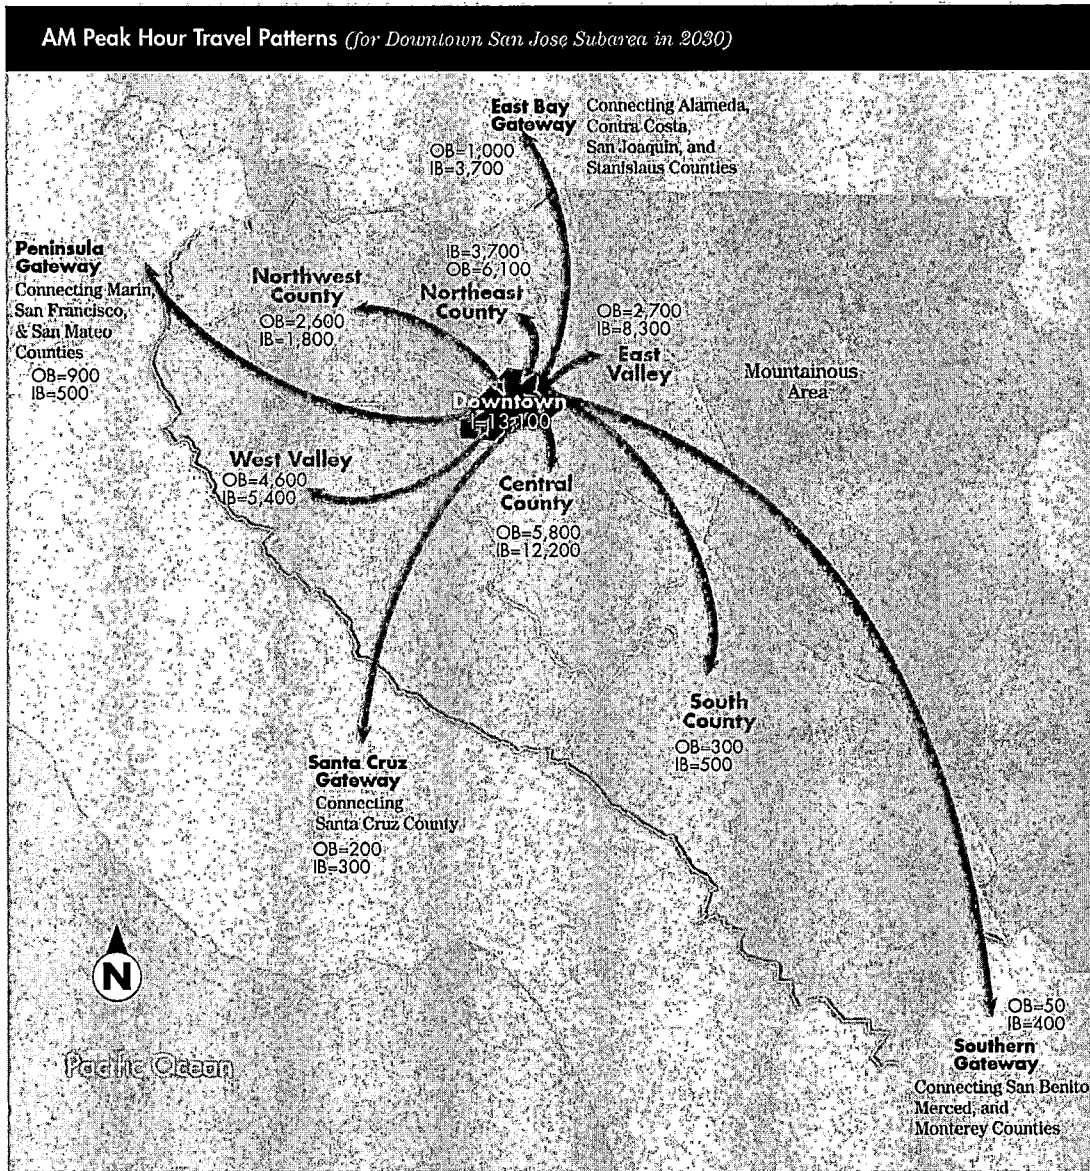 AM Peak Hour Travel Patterns (for Downtown San Jose Subarea in 2030)
East Bay
Gateway
Connecting Alameda,
Contra Costa,
San Joaquin, and
Stanislaus Counties
OB=1,000
IB=3,700
Peninsula
Gateway
Connecting Marin,
San Francisco,
& San Mateo
Counties
OB=900
IB=500
Northwest
County
OB=2,600
IB=1,800
IB=3,700
OB=6,100
Northeast
County
OB=2,700
IB=8,300
East
Valley
Mountainous
Area
Downtown
I=13,100
West Valley
OB=4,600
IB=5,400
Central
County
OB=5,800
IB=12,200
South
County
OB=300
IB=500
Santa Cruz
Gateway
Connecting
Santa Cruz County
OB=200
IB=300
N
Pacific Ocean
OB=50
IB=400
Southern
Gateway
Connecting San Benito
Merced, and
Monterey Counties